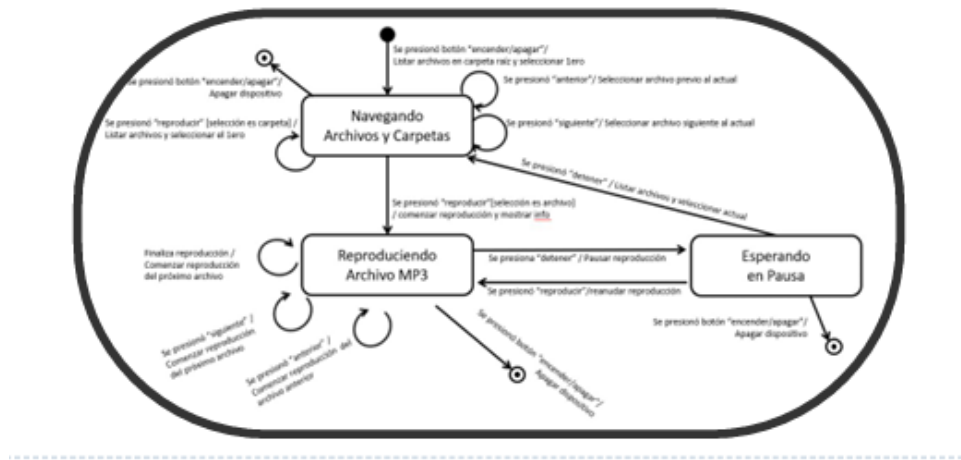 Se presionó botón "encender/apagar"/
Listar archivos en carpeta raíz y seleccionar 1ero
Se presionó botón "encender/apagar"/
Apagar dispositivo
Se presionó "anterior"/ Seleccionar archivo previo al actual
Navegando
Archivos y Carpetas
Se presionó "reproducir" [selección es carpeta] /
Listar archivos y seleccionar el 1ero
Se presionó "siguiente"/ Seleccionar archivo siguiente al actual
Se presionó "detener" / Listar archivos y seleccionar actual
Se presionó "reproducir"[selección es archivo]
/ comenzar reproducción y mostrar info
Finaliza reproducción /
Comenzar reproducción
del próximo archivo
Reproduciendo
Archivo MP3
Se presiona "detener" / Pausar reproducción
Se presionó "reproducir"/reanudar reproducción
Esperando
en Pausa
Se presionó "siguiente" /
Comenzar reproducción
del próximo archivo
Se presionó "anterior" /
Comenzar reproducción del
archivo anterior
Se presionó botón "encender/apagar"/
Apagar dispositivo
Se presionó botón "encender/apagar"/
Apagar dispositivo